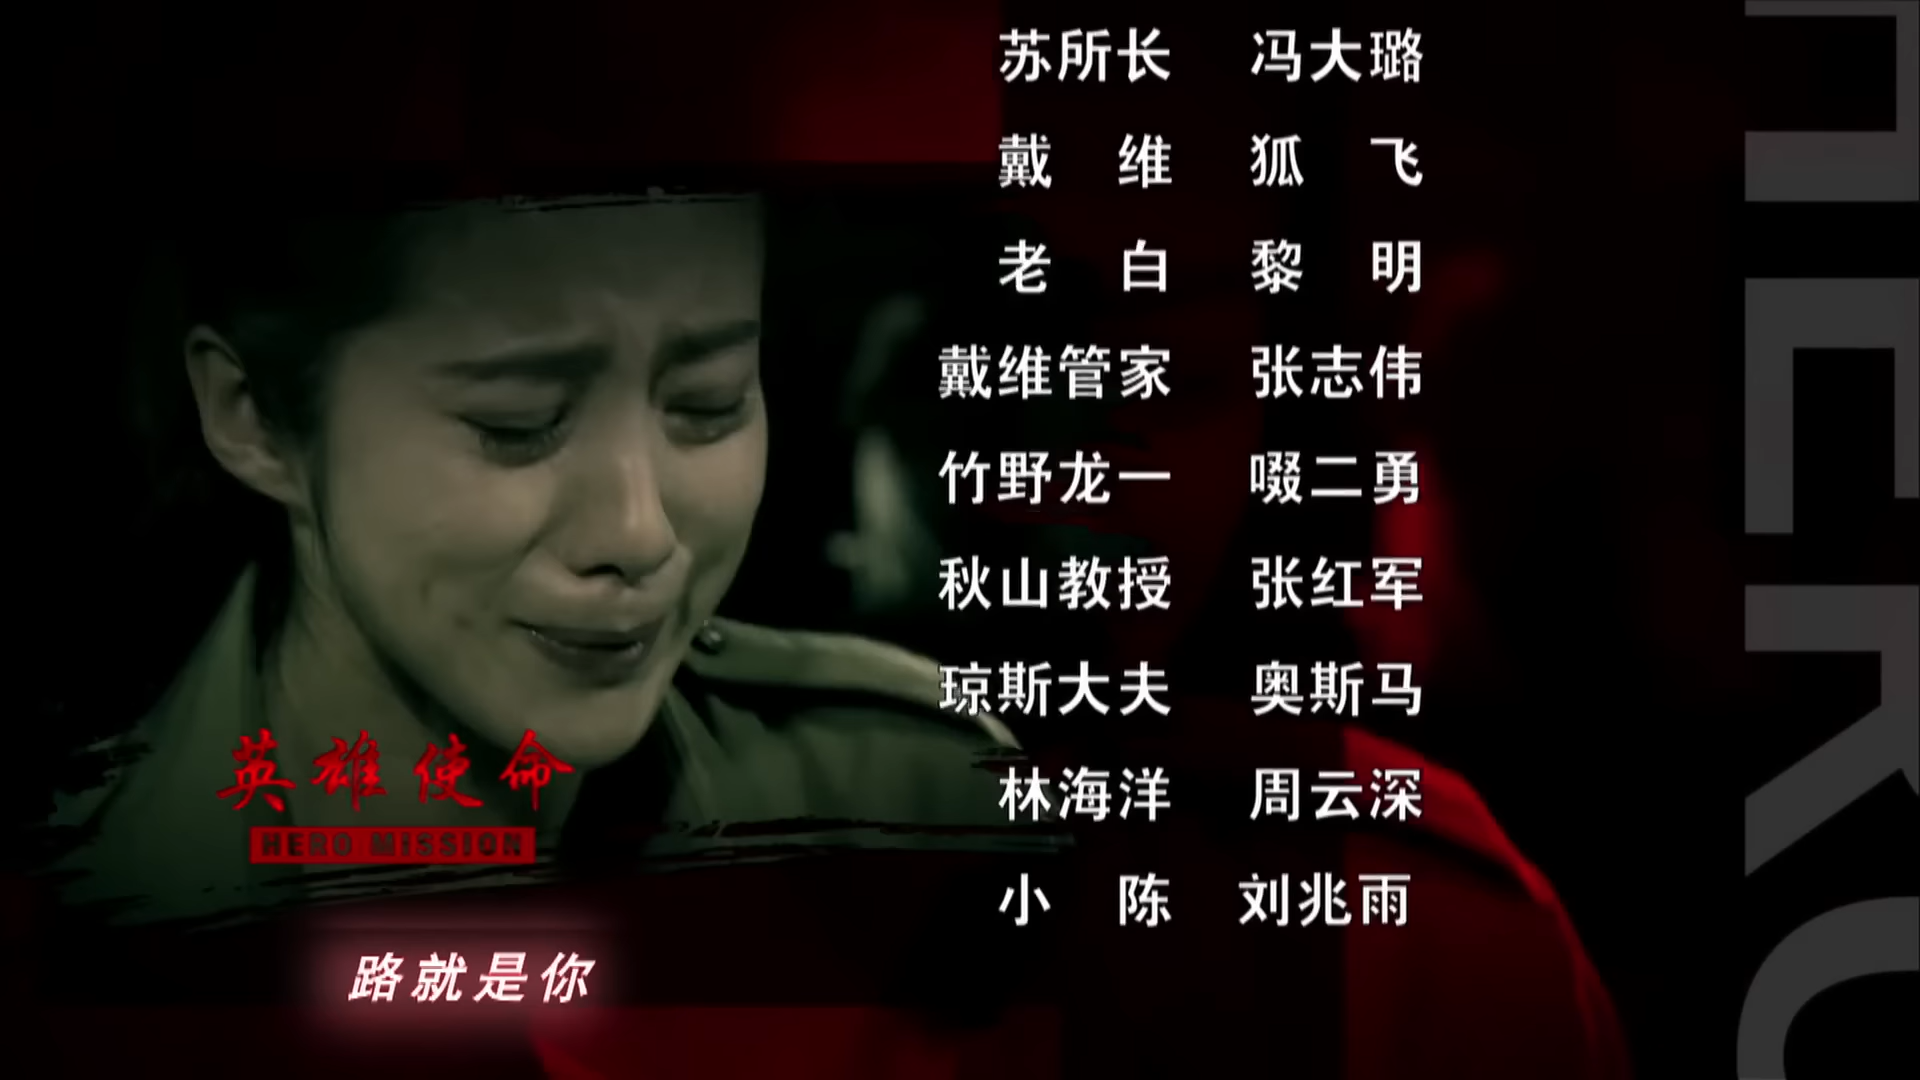 苏所长 冯大璐
戴 维 狐 飞
老 白 黎 明
戴维管家 张志伟
竹野龙一 啜二勇
秋山教授 张红军
琼斯大夫 奥斯马
林海洋 周云深
小 陈 刘兆雨
英雄使命
HERO MISSION
路就是你
HERO